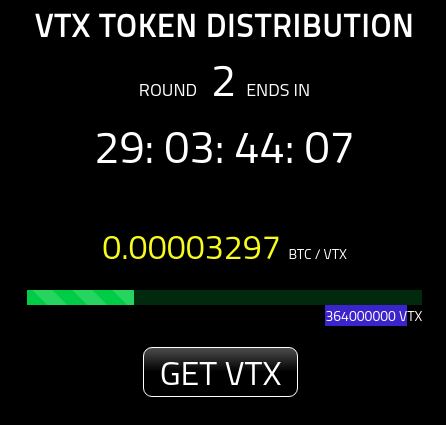 VTX TOKEN DISTRIBUTION
ROUND 2 ENDS IN
29: 03: 44: 07
0.00003297 BTC / VTX
364000000 VTX
GET VTX